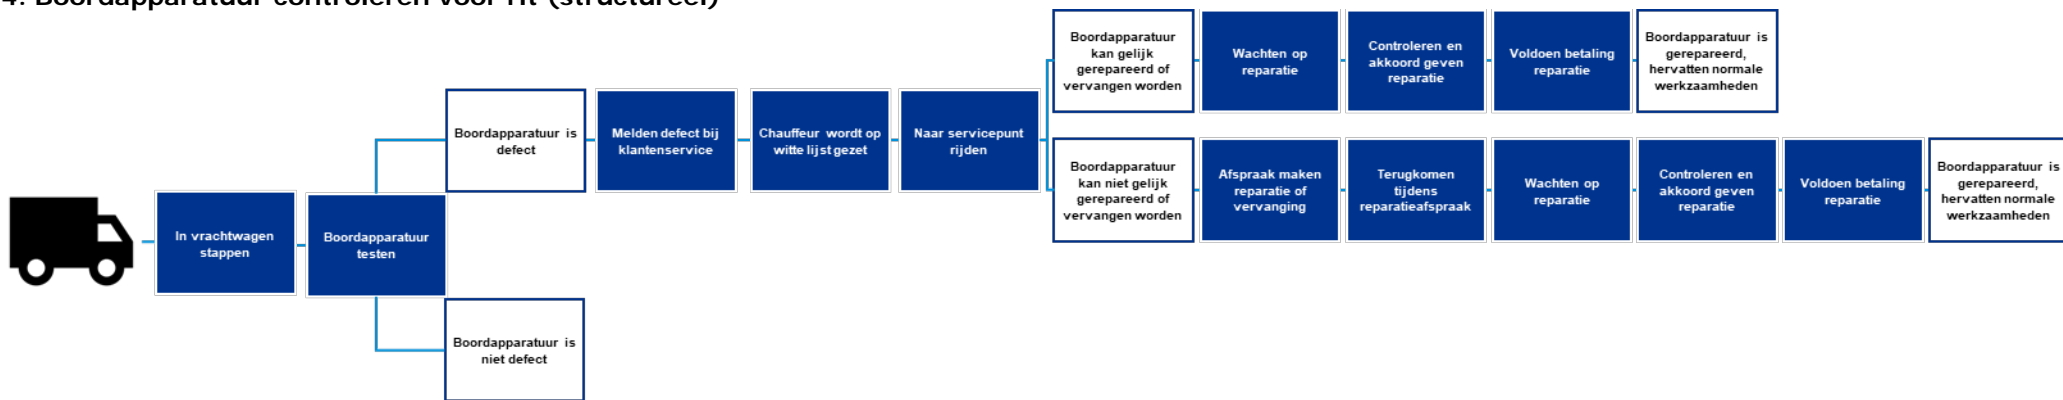 4. Boordapparatuur controleren voor rit (structureel)
In vrachtwagen
stappen
Boordapparatuur
testen
Boordapparatuur is
defect
Melden defect bij
klantenservice
Chauffeur wordt op
witte lijst gezet
Naar servicepunt
rijden
Boordapparatuur
kan gelijk
gerepareerd of
vervangen worden
Wachten op
reparatie
Controleren en
akkoord geven
reparatie
Voldoen betaling
reparatie
Boordapparatuur is
gerepareerd,
hervatten normale
werkzaamheden
Boordapparatuur
kan niet gelijk
gerepareerd of
vervangen worden
Afspraak maken
reparatie of
vervanging
Terugkomen
tijdens
reparatieafspraak
Wachten op
reparatie
Controleren en
akkoord geven
reparatie
Voldoen betaling
reparatie
Boordapparatuur is
gerepareerd,
hervatten normale
werkzaamheden
Boordapparatuur is
niet defect